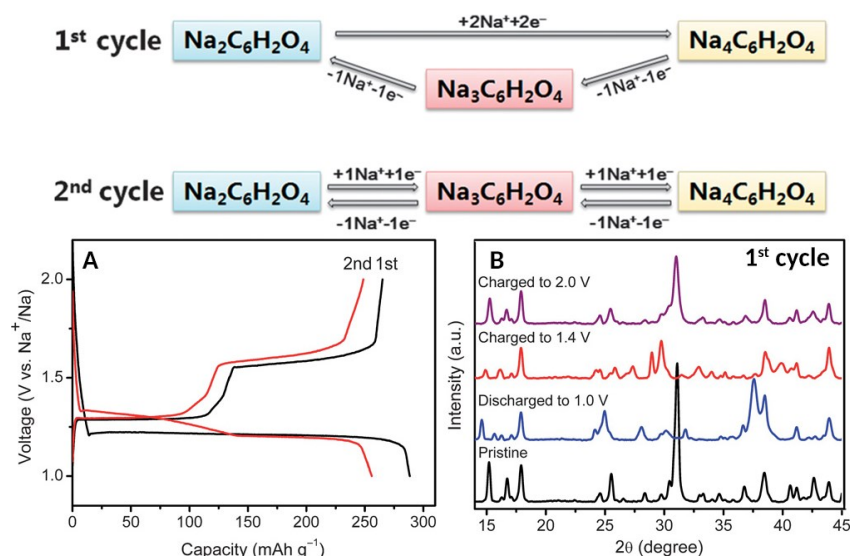 1st cycle
Na2C6H2O4
+2Na⁺+2e⁻
Na4C6H2O4
-1Na⁺-1e⁻
Na3C6H2O4
-1Na⁺-1e⁻
2nd cycle
Na2C6H2O4
+1Na⁺+1e⁻
-1Na⁺-1e⁻
Na3C6H2O4
+1Na⁺+1e⁻
-1Na⁺-1e⁻
Na4C6H2O4
A
2nd 1st
Voltage (V vs. Na⁺/Na)
2.0
1.5
1.0
0 50 100 150 200 250 300
Capacity (mAh g⁻¹)
B
1st cycle
Intensity (a.u.)
Charged to 2.0 V
Charged to 1.4 V
Discharged to 1.0 V
Pristine
15 20 25 30 35 40 45
2θ (degree)